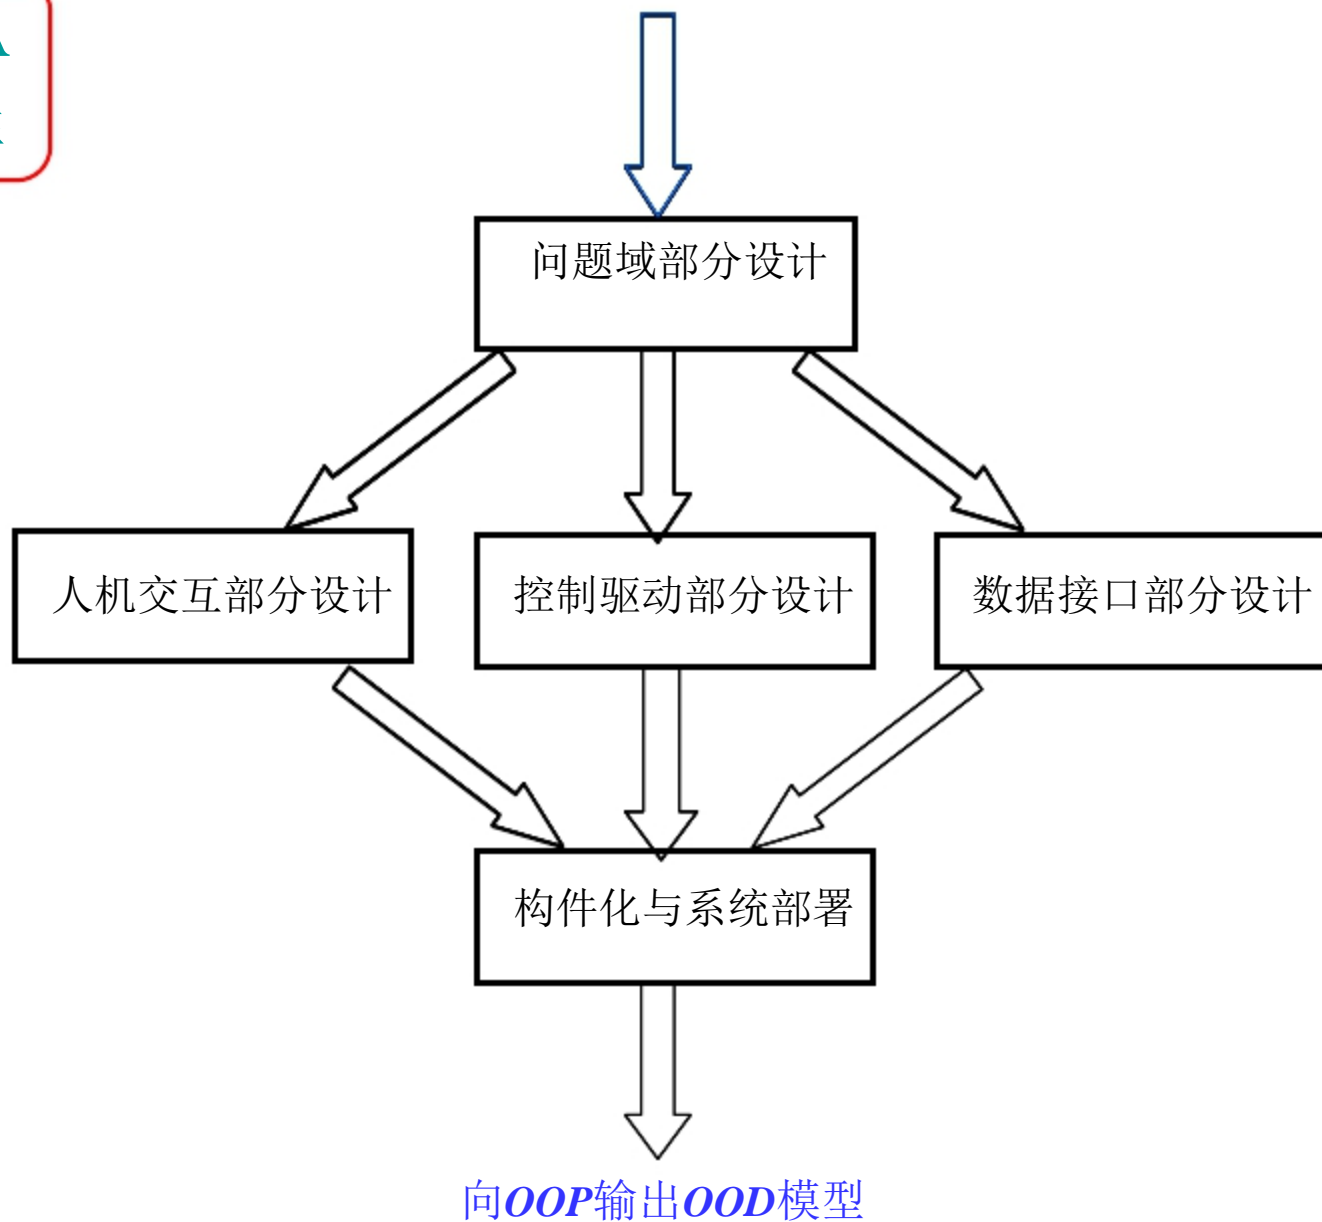 问题域部分设计
人机交互部分设计
控制驱动部分设计
数据接口部分设计
构件化与系统部署
向OOP输出OOD模型